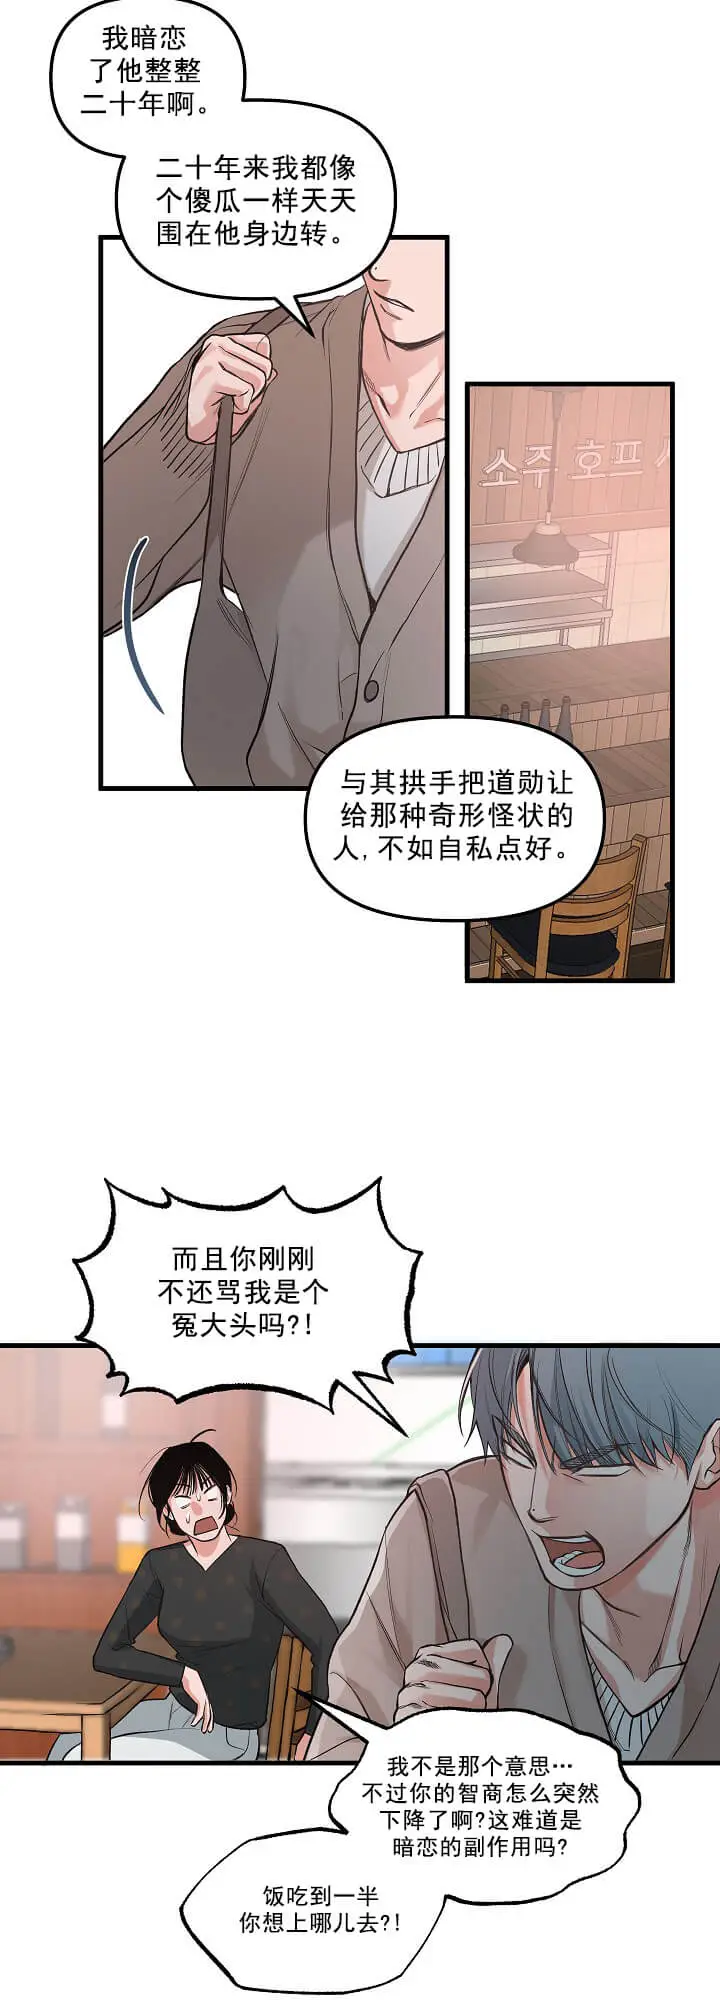 我暗恋
了他整整
二十年啊。
二十年来我都像
个傻瓜一样天天
围在他身边转。
소주 호프
与其拱手把道勋让
给那种奇形怪状的
人,不如自私点好。
而且你刚刚
不还骂我是个
冤大头吗?!
我不是那个意思…
不过你的智商怎么突然
下降了啊?这难道是
暗恋的副作用吗?
饭吃到一半
你想上哪儿去?!